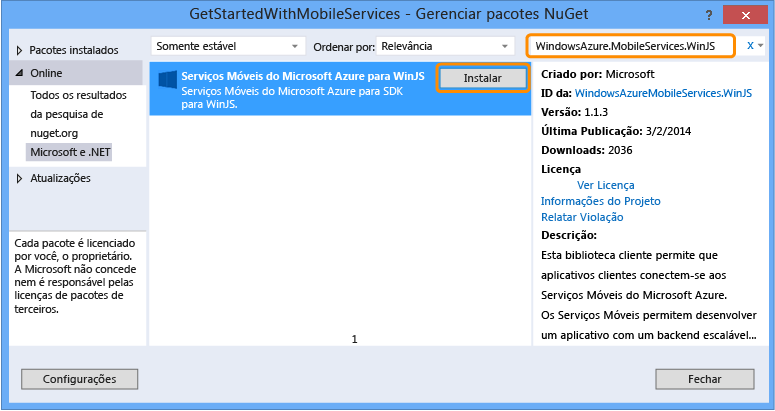 GetStartedWithMobileServices - Gerenciar pacotes NuGet
? X
Pacotes instalados
Online
Todos os resultados
da pesquisa de
nuget.org
Microsoft e .NET
Atualizações
Cada pacote é licenciado
por você, o proprietário.
A Microsoft não concede
nem é responsável pelas
licenças de pacotes de
terceiros.
Configurações
Somente estável
Ordenar por: Relevância
Serviços Móveis do Microsoft Azure para WinJS
Serviços Móveis do Microsoft Azure para SDK
para WinJS.
Instalar
1
WindowsAzure.MobileServices.WinJS
x
Criado por: Microsoft
ID da: WindowsAzureMobileServices.WinJS
Versão: 1.1.3
Última Publicação: 3/2/2014
Downloads: 2036
Licença
Ver Licença
Informações do Projeto
Relatar Violação
Descrição:
Esta biblioteca cliente permite que
aplicativos clientes conectem-se aos
Serviços Móveis do Microsoft Azure.
Os Serviços Móveis permitem desenvolver
um aplicativo com um backend escalável...
Fechar